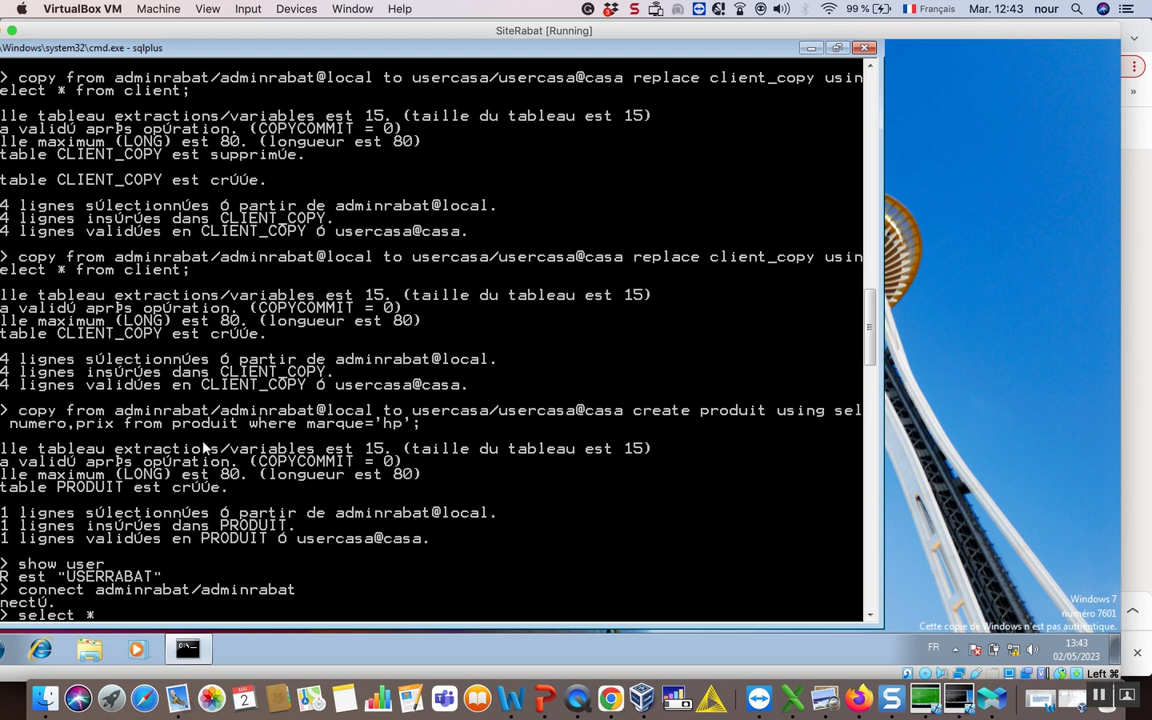 VirtualBox VM Machine View Input Devices Window Help 99 % Français Mar. 12:43 nour
SiteRabat [Running]
\Windows\system32\cmd.exe - sqlplus
> copy from adminrabat/adminrabat@local to usercasa/usercasa@casa replace client_copy usin
elect * from client;
lle tableau extractions/variables est 15. (taille du tableau est 15)
a validÚ aprÞs opÚration. (COPYCOMMIT = 0)
lle maximum (LONG) est 80. (longueur est 80)
table CLIENT_COPY est supprimÚe.
table CLIENT_COPY est crÚÚe.
4 lignes sÚlectionnÚes Ó partir de adminrabat@local.
4 lignes insÚrÚes dans CLIENT_COPY.
4 lignes validÚes en CLIENT_COPY Ó usercasa@casa.
> copy from adminrabat/adminrabat@local to usercasa/usercasa@casa replace client_copy usin
elect * from client;
lle tableau extractions/variables est 15. (taille du tableau est 15)
a validÚ aprÞs opÚration. (COPYCOMMIT = 0)
lle maximum (LONG) est 80. (longueur est 80)
table CLIENT_COPY est crÚÚe.
4 lignes sÚlectionnÚes Ó partir de adminrabat@local.
4 lignes insÚrÚes dans CLIENT_COPY.
4 lignes validÚes en CLIENT_COPY Ó usercasa@casa.
> copy from adminrabat/adminrabat@local to usercasa/usercasa@casa create produit using sel
numero,prix from produit where marque='hp';
lle tableau extractions/variables est 15. (taille du tableau est 15)
a validÚ aprÞs opÚration. (COPYCOMMIT = 0)
lle maximum (LONG) est 80. (longueur est 80)
table PRODUIT est crÚÚe.
1 lignes sÚlectionnÚes Ó partir de adminrabat@local.
1 lignes insÚrÚes dans PRODUIT.
1 lignes validÚes en PRODUIT Ó usercasa@casa.
> show user
R est "USERRABAT"
> connect adminrabat/adminrabat
nectÚ.
> select *
Windows 7
numéro 7601
Cette copie de Windows n'est pas authentique.
FR 13:43
02/05/2023
Left ⌘